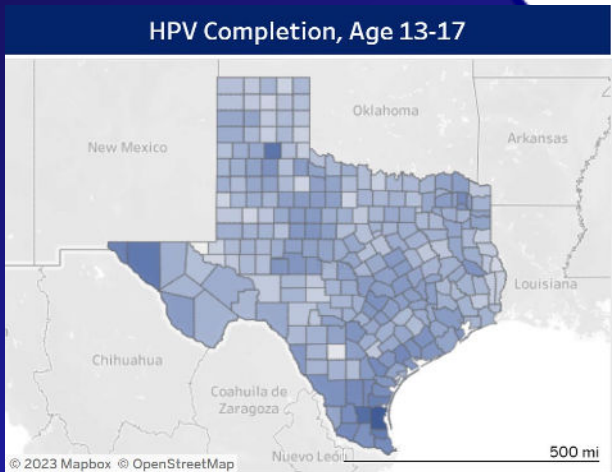 HPV Completion, Age 13-17
Oklahoma
New Mexico
Arkansas
Louisiana
Chihuahua
Coahuila de
Zaragoza
Nuevo León
500 mi
© 2023 Mapbox © OpenStreetMap